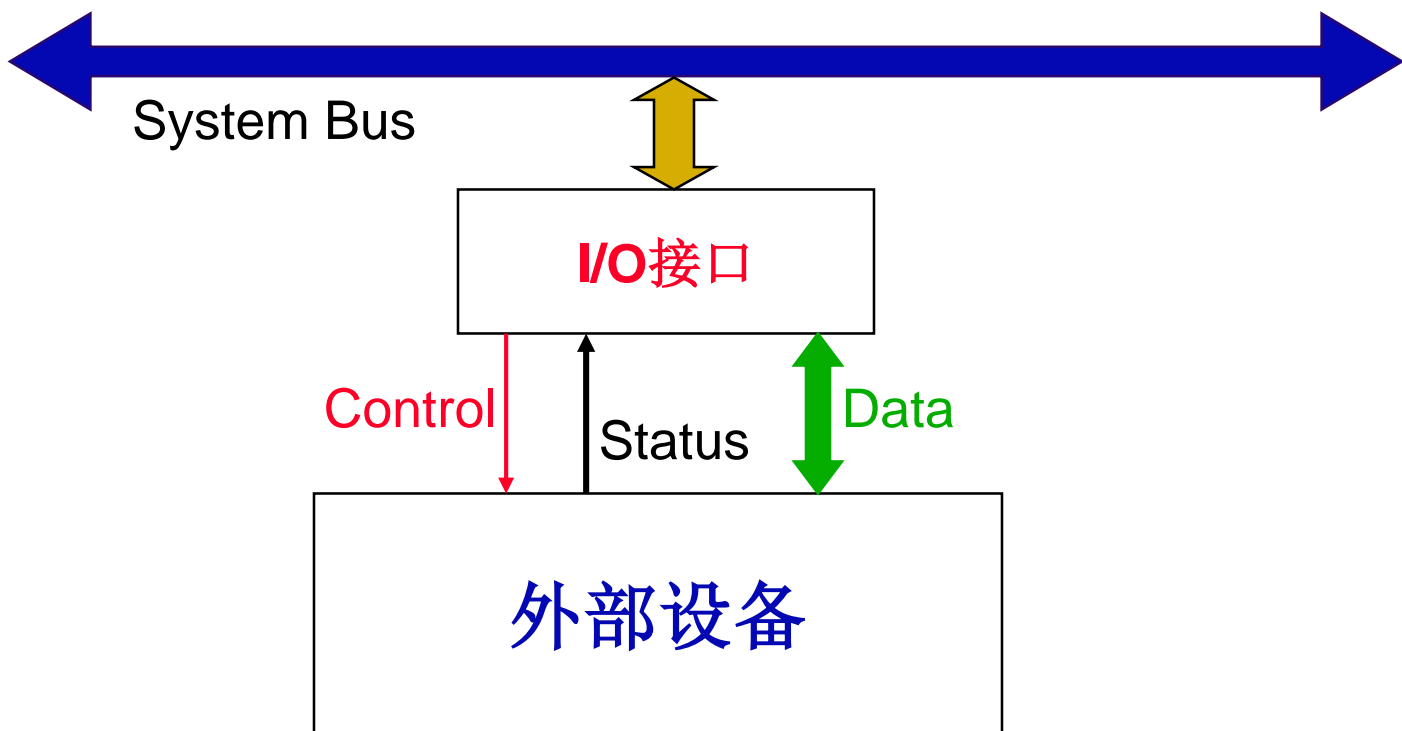 System Bus
I/O接口
Control
Status
Data
外部设备